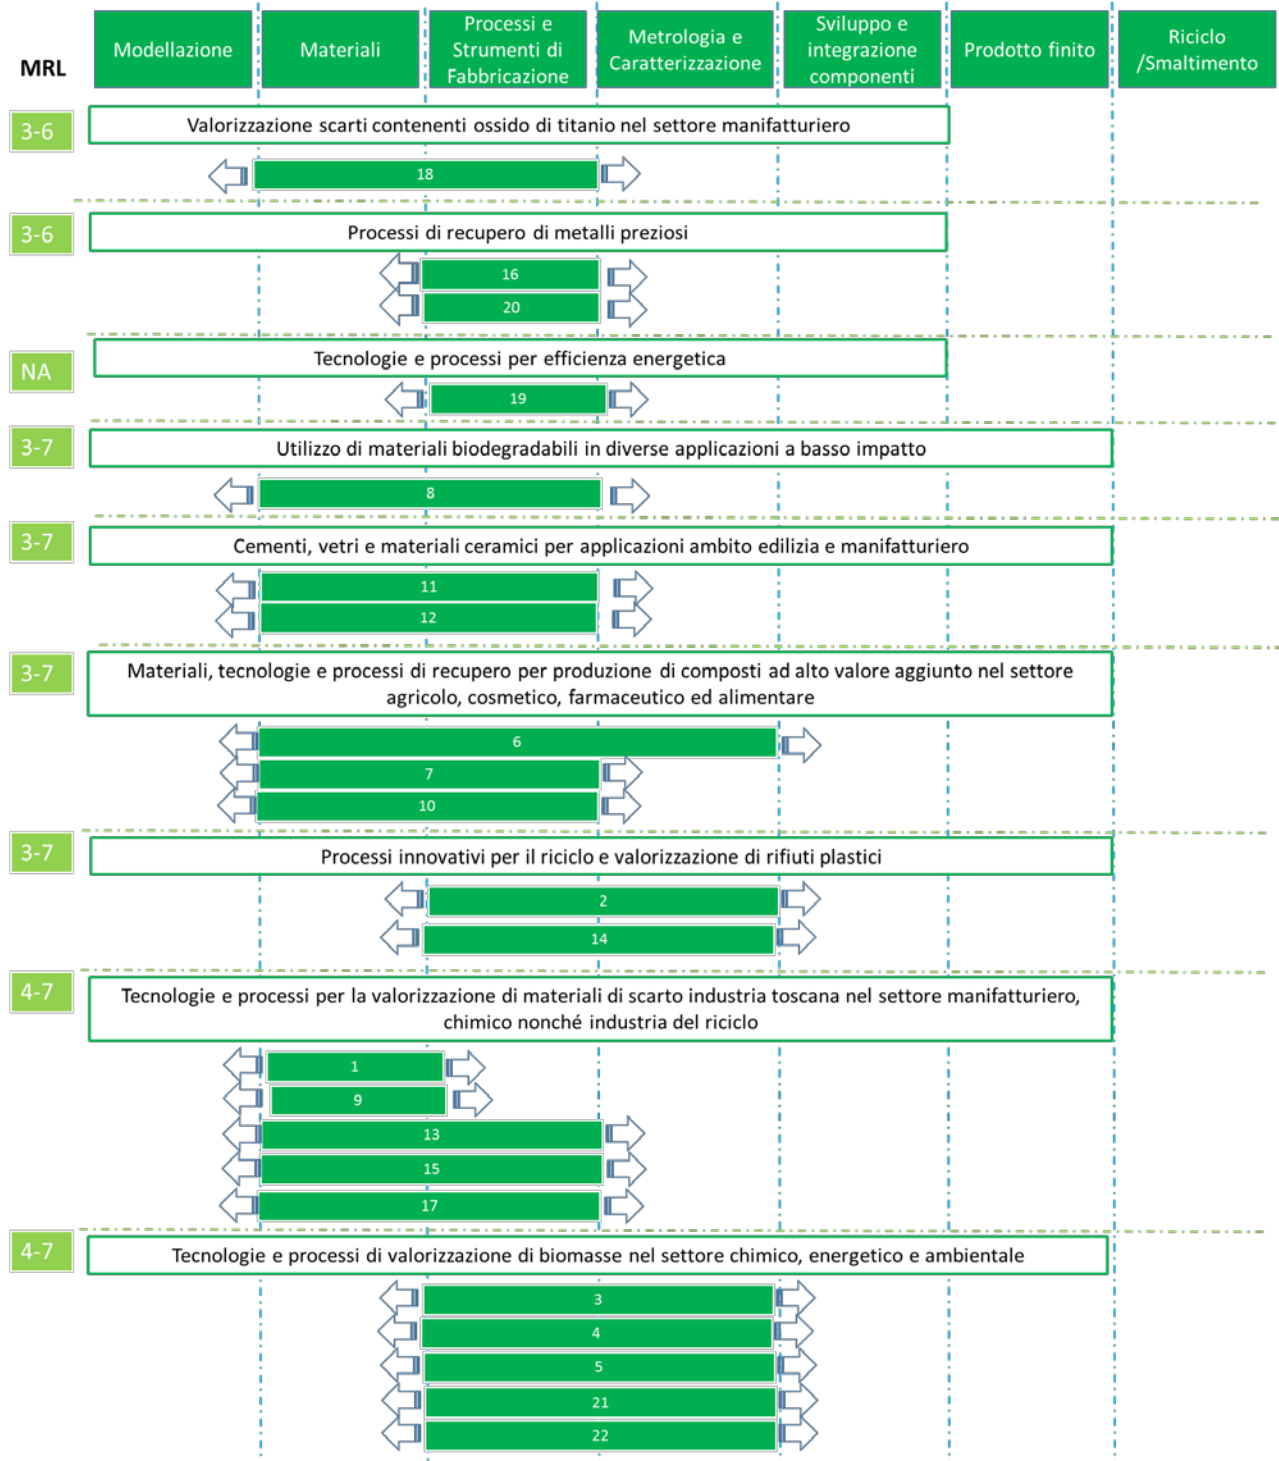 MRL
Modellazione
Materiali
Processi e
Strumenti di
Fabbricazione
Metrologia e
Caratterizzazione
Sviluppo e
integrazione
componenti
Prodotto finito
Riciclo
/Smaltimento
3-6
Valorizzazione scarti contenenti ossido di titanio nel settore manifatturiero
18
3-6
Processi di recupero di metalli preziosi
16
20
NA
Tecnologie e processi per efficienza energetica
19
3-7
Utilizzo di materiali biodegradabili in diverse applicazioni a basso impatto
8
3-7
Cementi, vetri e materiali ceramici per applicazioni ambito edilizia e manifatturiero
11
12
3-7
Materiali, tecnologie e processi di recupero per produzione di composti ad alto valore aggiunto nel settore
agricolo, cosmetico, farmaceutico ed alimentare
6
7
10
3-7
Processi innovativi per il riciclo e valorizzazione di rifiuti plastici
2
14
4-7
Tecnologie e processi per la valorizzazione di materiali di scarto industria toscana nel settore manifatturiero,
chimico nonché industria del riciclo
1
9
13
15
17
4-7
Tecnologie e processi di valorizzazione di biomasse nel settore chimico, energetico e ambientale
3
4
5
21
22